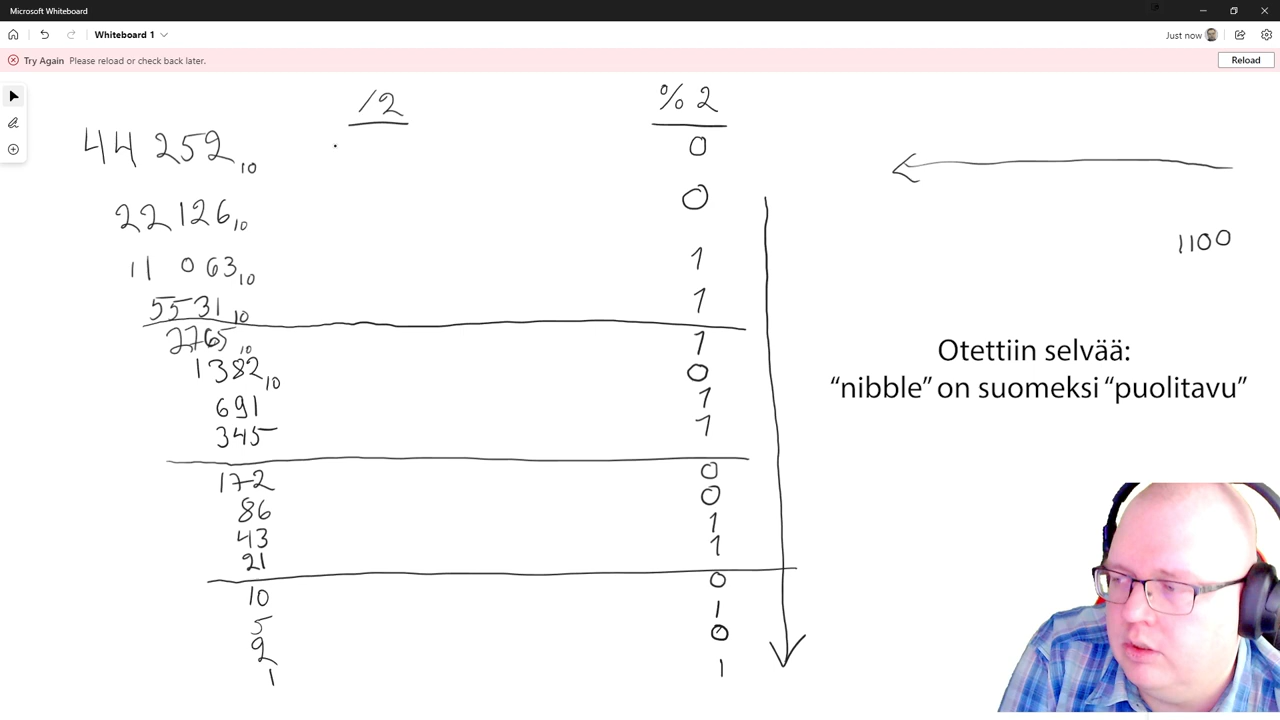 Microsoft Whiteboard
Whiteboard 1
Just now
Try Again Please reload or check back later.
Reload
/2 % 2
44 252₁₀ 0
22 126₁₀ 0
11 063₁₀ 1
5531₁₀ 1
2765₁₀ 1
1382₁₀ 0
691 1
345 1
172 0
86 0
43 1
21 1
10 0
5 1
2 0
1 1
1100
Otettiin selvää:
“nibble” on suomeksi “puolitavu”